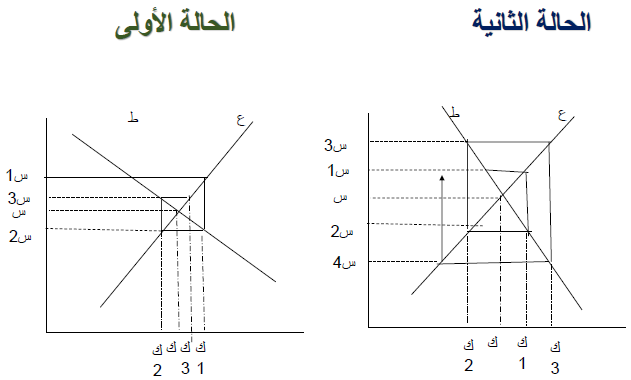 الحالة الثانية
الحالة الأولى
ط
ع
س3
س1
س
س2
س4
ك
2
ك
ك
1
ك
3
ط
ع
س1
س3
س
س2
ك
2
ك
ك
3
ك
1